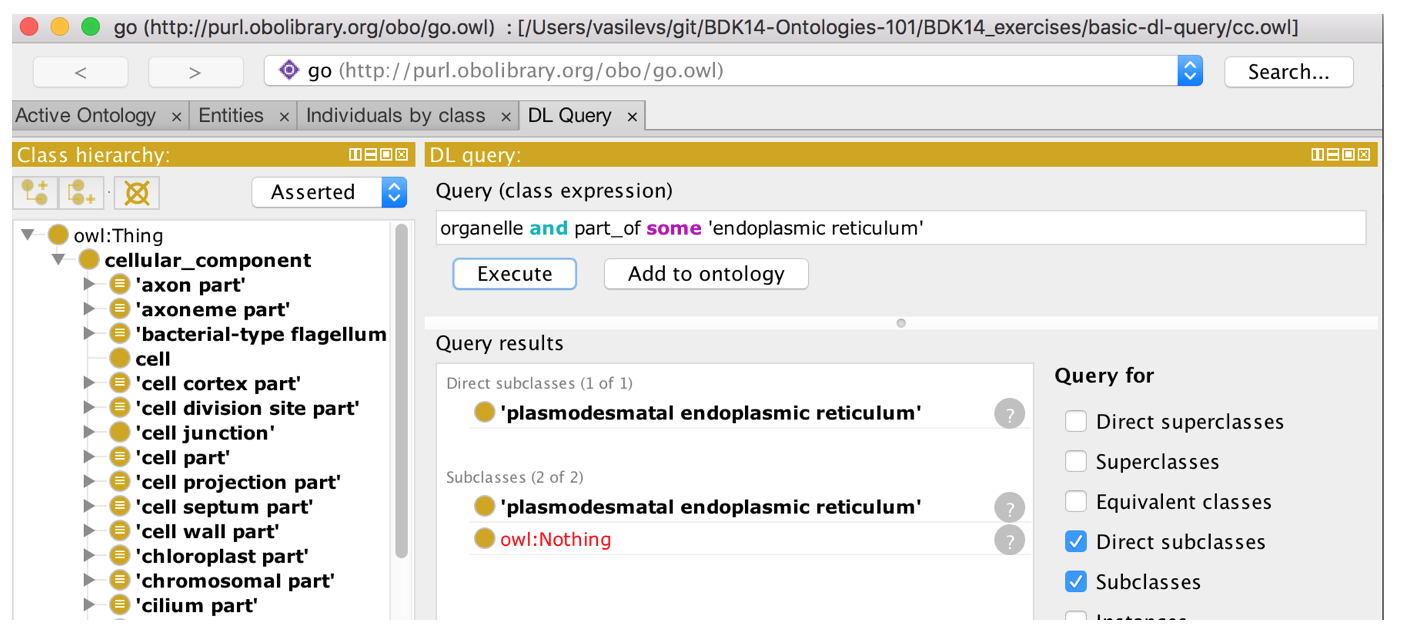 go (http://purl.obolibrary.org/obo/go.owl) : [/Users/vasilevs/git/BDK14-Ontologies-101/BDK14_exercises/basic-dl-query/cc.owl]
< > go (http://purl.obolibrary.org/obo/go.owl) Search...
Active Ontology × Entities × Individuals by class × DL Query ×
Class hierarchy:
Asserted
owl:Thing
cellular_component
'axon part'
'axoneme part'
'bacterial-type flagellum
cell
'cell cortex part'
'cell division site part'
'cell junction'
'cell part'
'cell projection part'
'cell septum part'
'cell wall part'
'chloroplast part'
'chromosomal part'
'cilium part'
DL query:
Query (class expression)
organelle and part_of some 'endoplasmic reticulum'
Execute Add to ontology
Query results
Direct subclasses (1 of 1)
'plasmodesmatal endoplasmic reticulum' ?
Subclasses (2 of 2)
'plasmodesmatal endoplasmic reticulum' ?
owl:Nothing ?
Query for
Direct superclasses
Superclasses
Equivalent classes
Direct subclasses
Subclasses